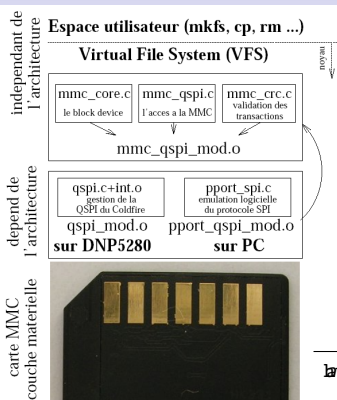 independant de
l'architecture
Espace utilisateur (mkfs, cp, rm ...)
Virtual File System (VFS)
noyau
mmc_core.c
le block device
mmc_qspi.c
l'acces a la MMC
mmc_crc.c
validation des
transactions
mmc_qspi_mod.o
depend de
l'architecture
qspi.c+int.o
gestion de la
QSPI du Coldfire
pport_spi.c
emulation logicielle
du protocole SPI
qspi_mod.o
pport_qspi_mod.o
sur DNP5280
sur PC
carte MMC
couche materielle